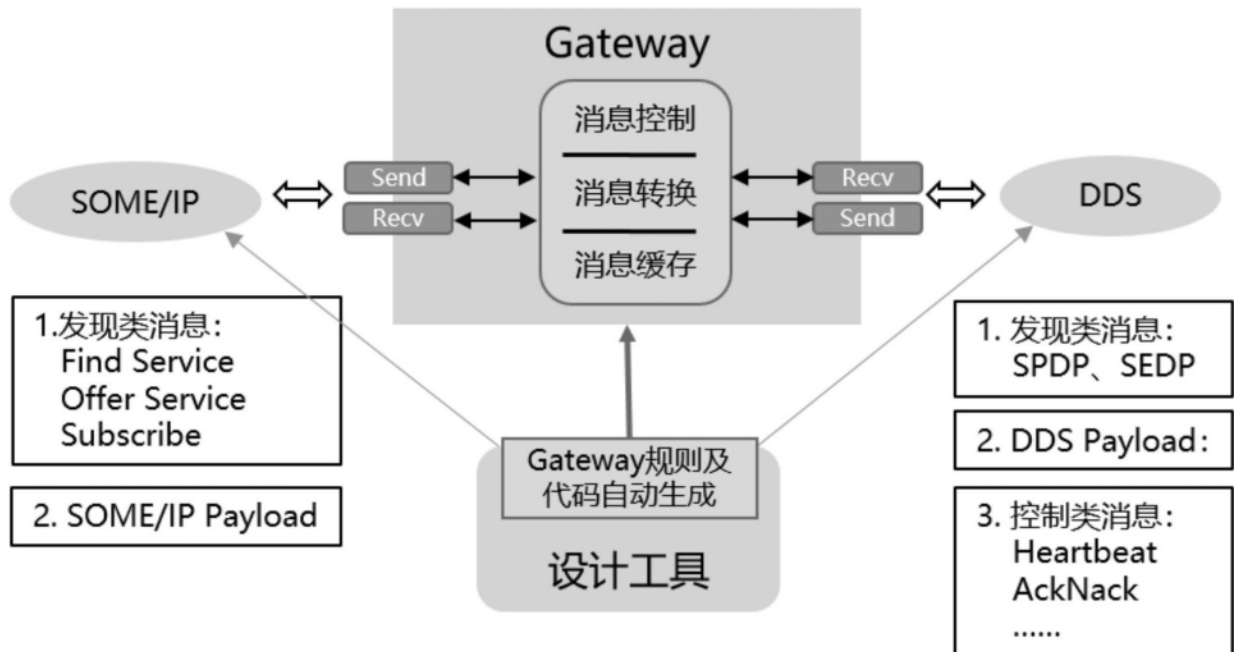 Gateway
消息控制
消息转换
消息缓存
Send
Recv
Recv
Send
SOME/IP
DDS
1.发现类消息：
Find Service
Offer Service
Subscribe
2. SOME/IP Payload
Gateway规则及
代码自动生成
设计工具
1. 发现类消息：
SPDP、SEDP
2. DDS Payload：
3. 控制类消息：
Heartbeat
AckNack
......